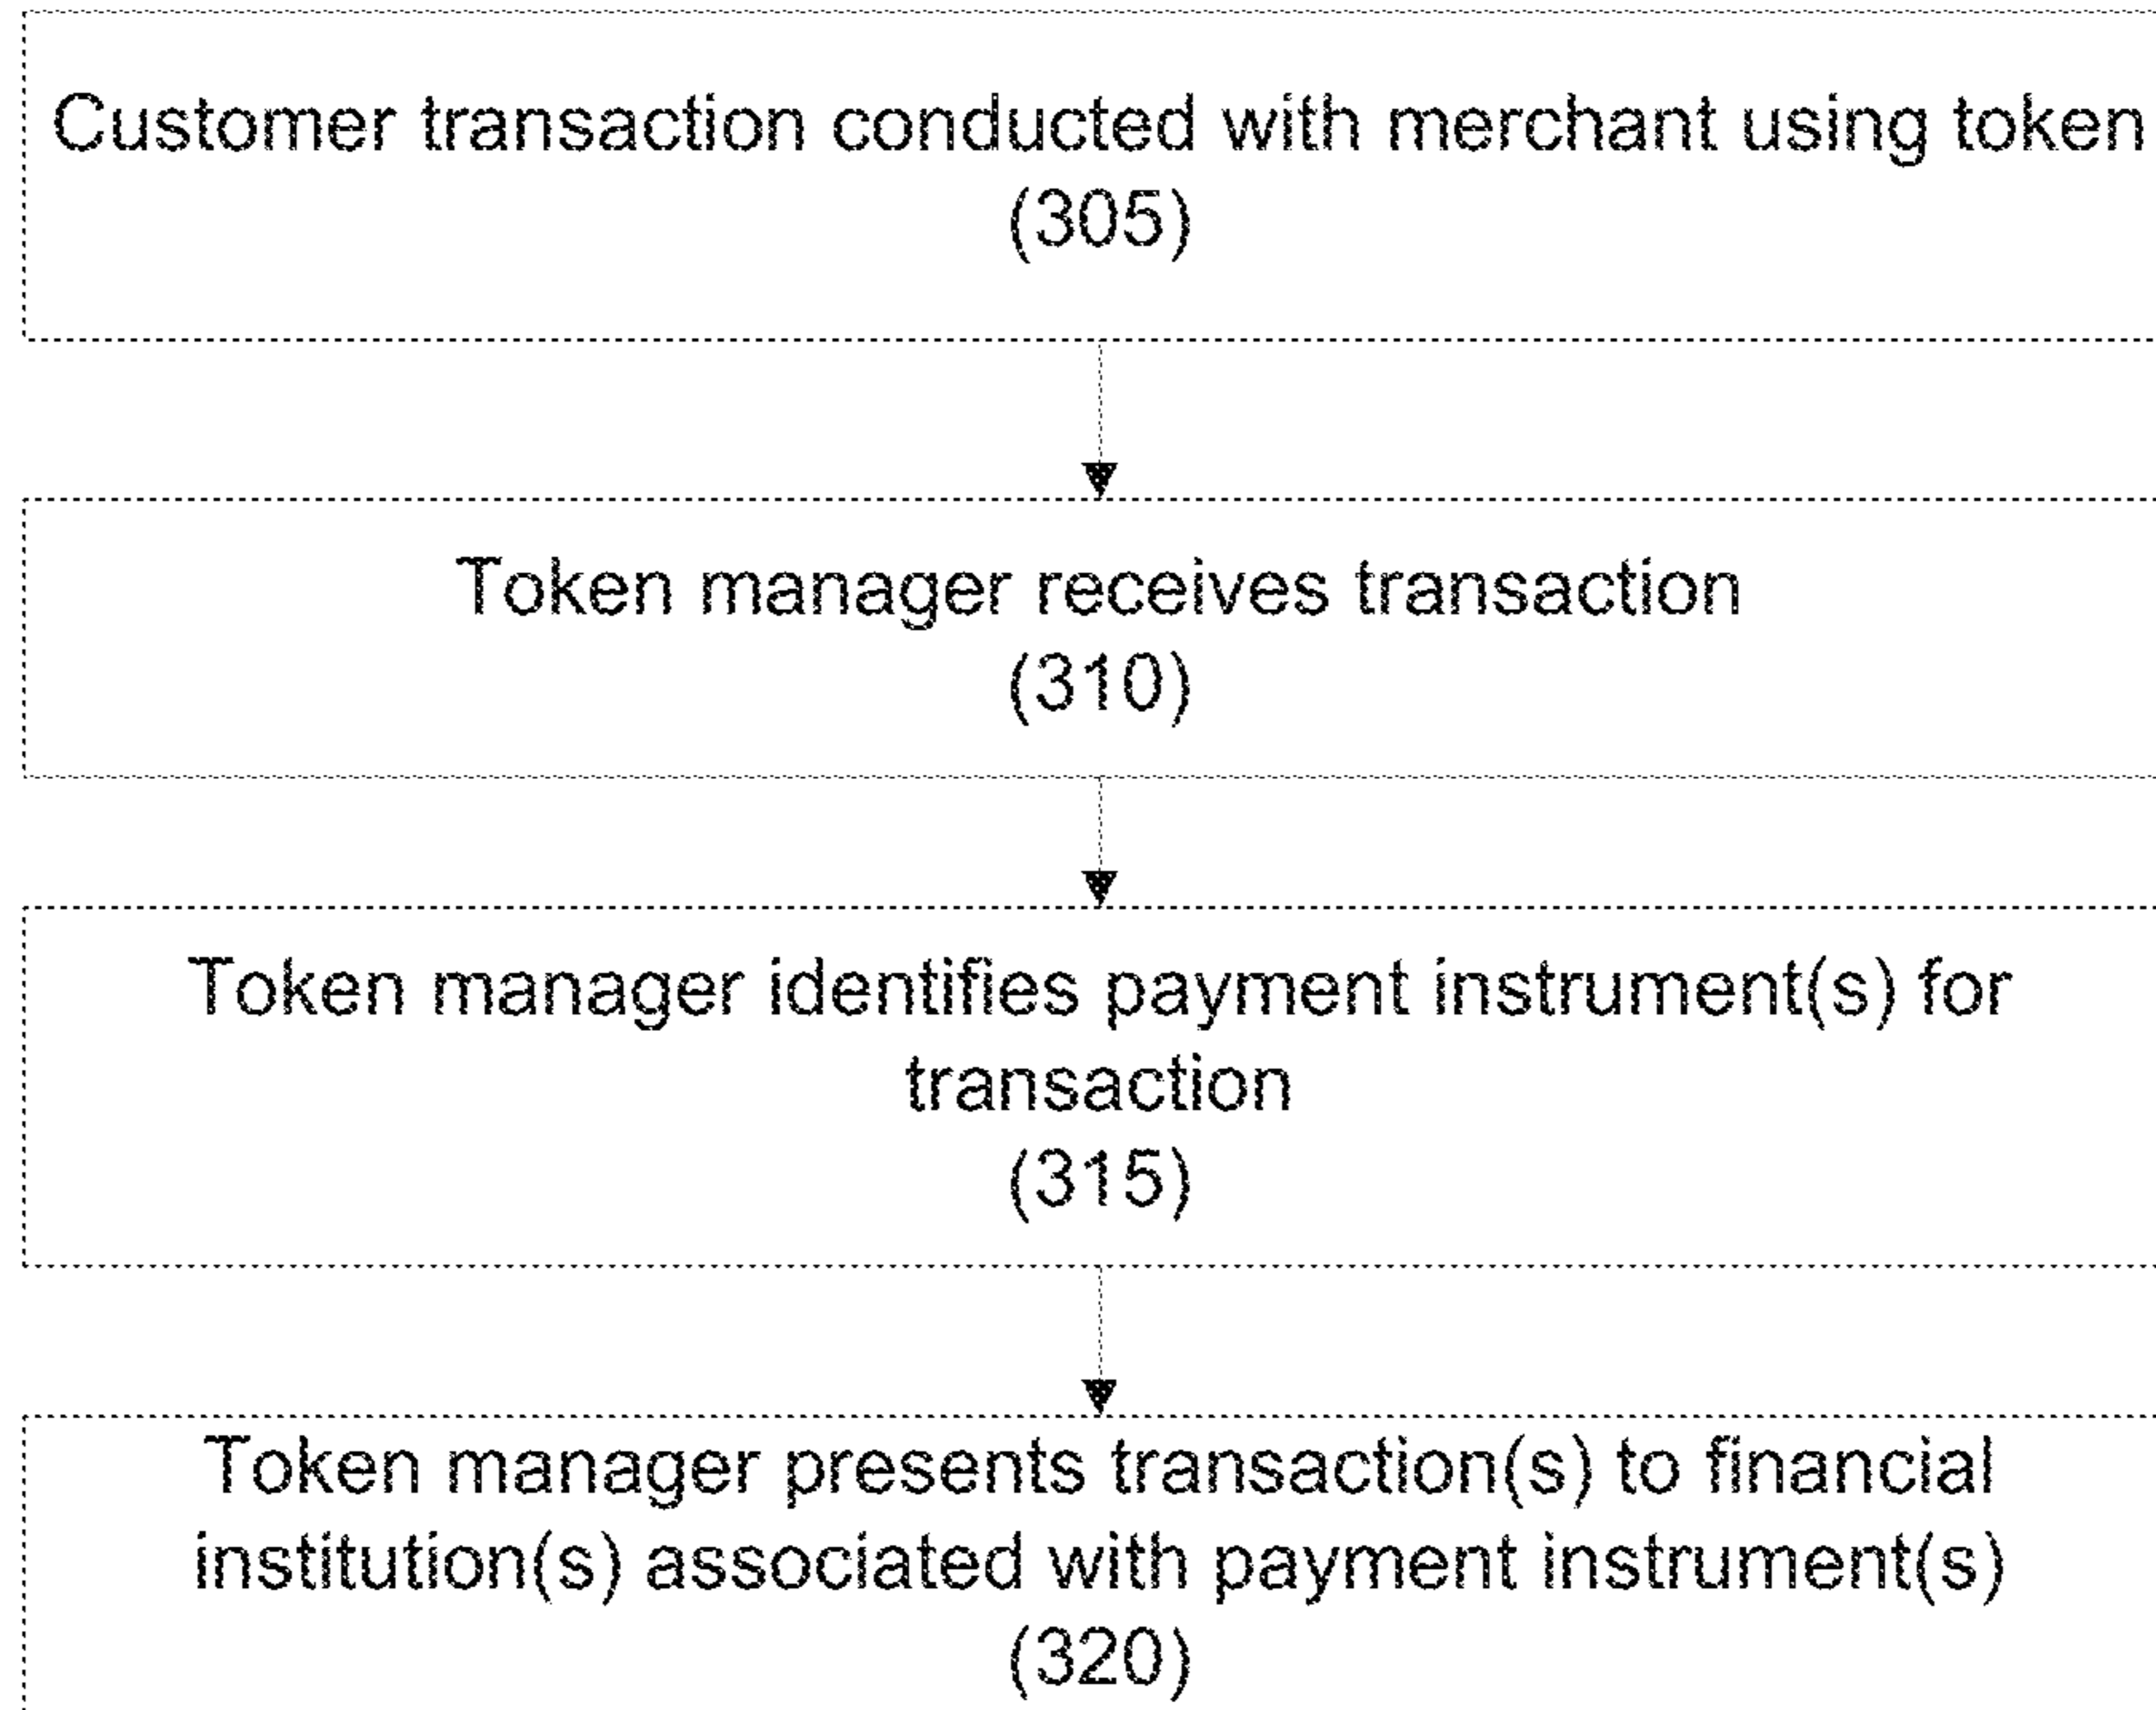 Customer transaction conducted with merchant using token
(305)
Token manager receives transaction
(310)
Token manager identifies payment instrument(s) for
transaction
(315)
Token manager presents transaction(s) to financial
institution(s) associated with payment instrument(s)
(320)